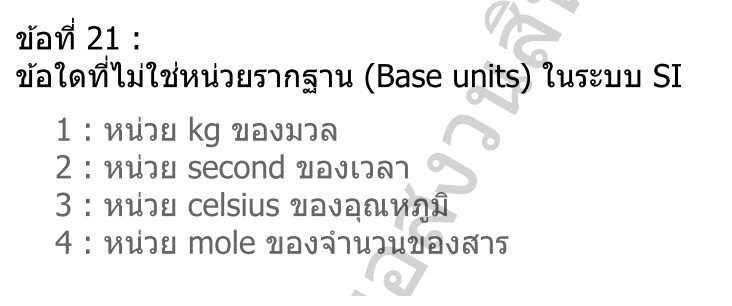 ข้อที่ 21 :
ข้อใดที่ไม่ใช่หน่วยรากฐาน (Base units) ในระบบ SI
1 : หน่วย kg ของมวล
2 : หน่วย second ของเวลา
3 : หน่วย celsius ของอุณหภูมิ
4 : หน่วย mole ของจำนวนของสาร